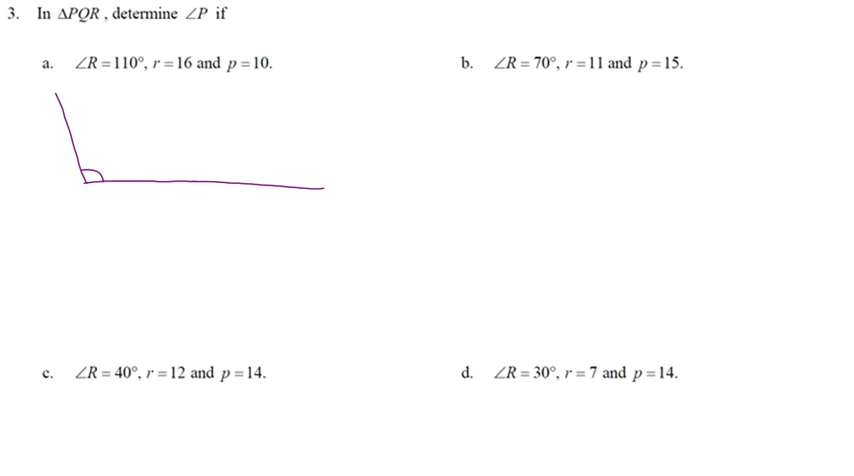 3. In ΔPQR, determine ∠P if
a. ∠R = 110°, r = 16 and p = 10.
b. ∠R = 70°, r = 11 and p = 15.
c. ∠R = 40°, r = 12 and p = 14.
d. ∠R = 30°, r = 7 and p = 14.